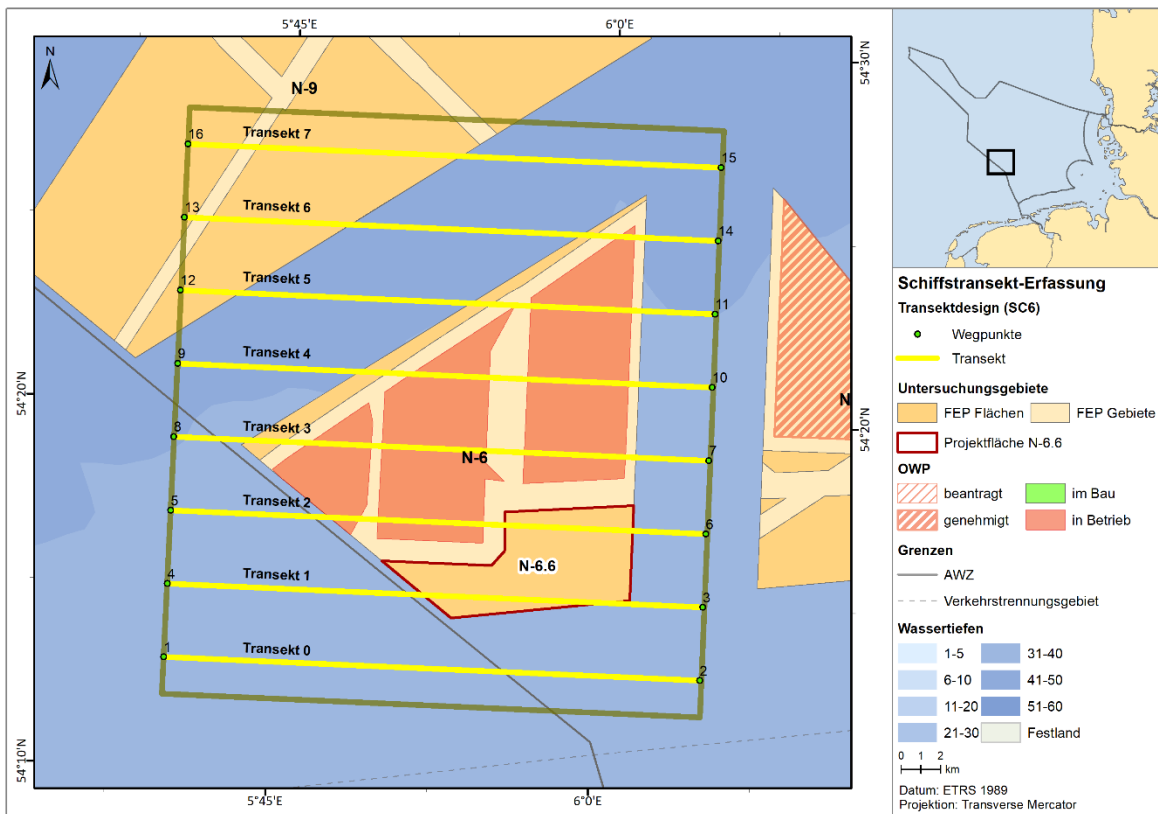 5°45'E
6°0'E
54°30'N
N
N-9
16
Transekt 7
15
13
Transekt 6
14
12
Transekt 5
11
9
Transekt 4
10
54°20'N
54°20'N
8
Transekt 3
7
N-6
N
5
Transekt 2
6
N-6.6
4
Transekt 1
3
1
Transekt 0
2
54°10'N
54°10'N
5°45'E
6°0'E
Schiffstransekt-Erfassung
Transektdesign (SC6)
Wegpunkte
Transekt
Untersuchungsgebiete
FEP Flächen FEP Gebiete
Projektfläche N-6.6
OWP
beantragt im Bau
genehmigt in Betrieb
Grenzen
AWZ
Verkehrstrennungsgebiet
Wassertiefen
1-5 31-40
6-10 41-50
11-20 51-60
21-30 Festland
0 1 2
km
Datum: ETRS 1989
Projektion: Transverse Mercator